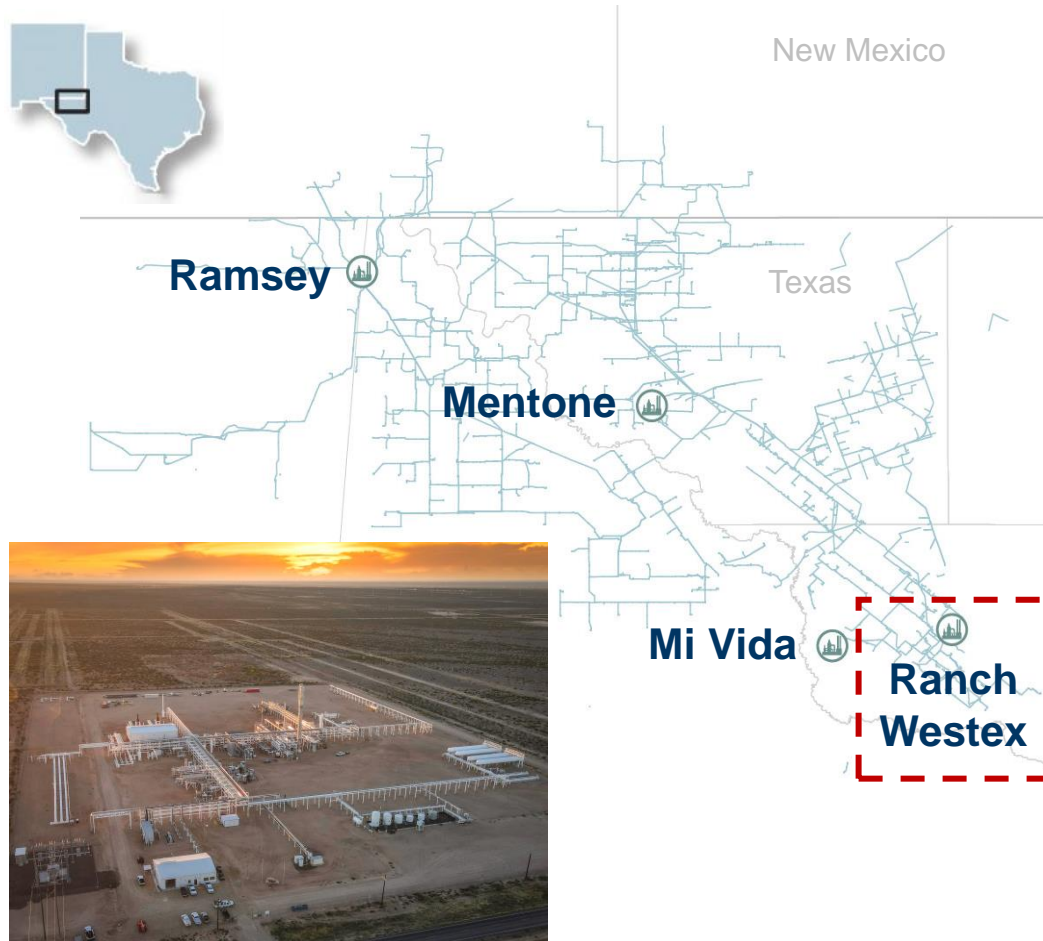 New Mexico
Ramsey
Texas
Mentone
Mi Vida
Ranch
Westex